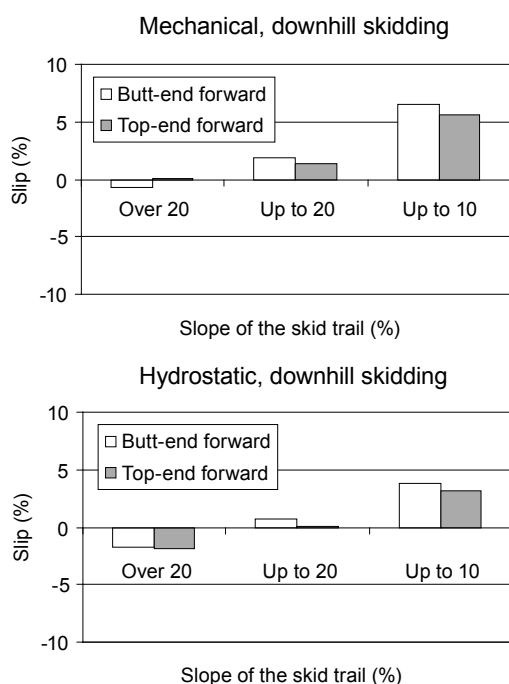 Mechanical, downhill skidding
10
5
0
-5
-10
Slip (%)
Butt-end forward
Top-end forward
Over 20
Up to 20
Up to 10
Slope of the skid trail (%)
Hydrostatic, downhill skidding
10
5
0
-5
-10
Slip (%)
Butt-end forward
Top-end forward
Over 20
Up to 20
Up to 10
Slope of the skid trail (%)